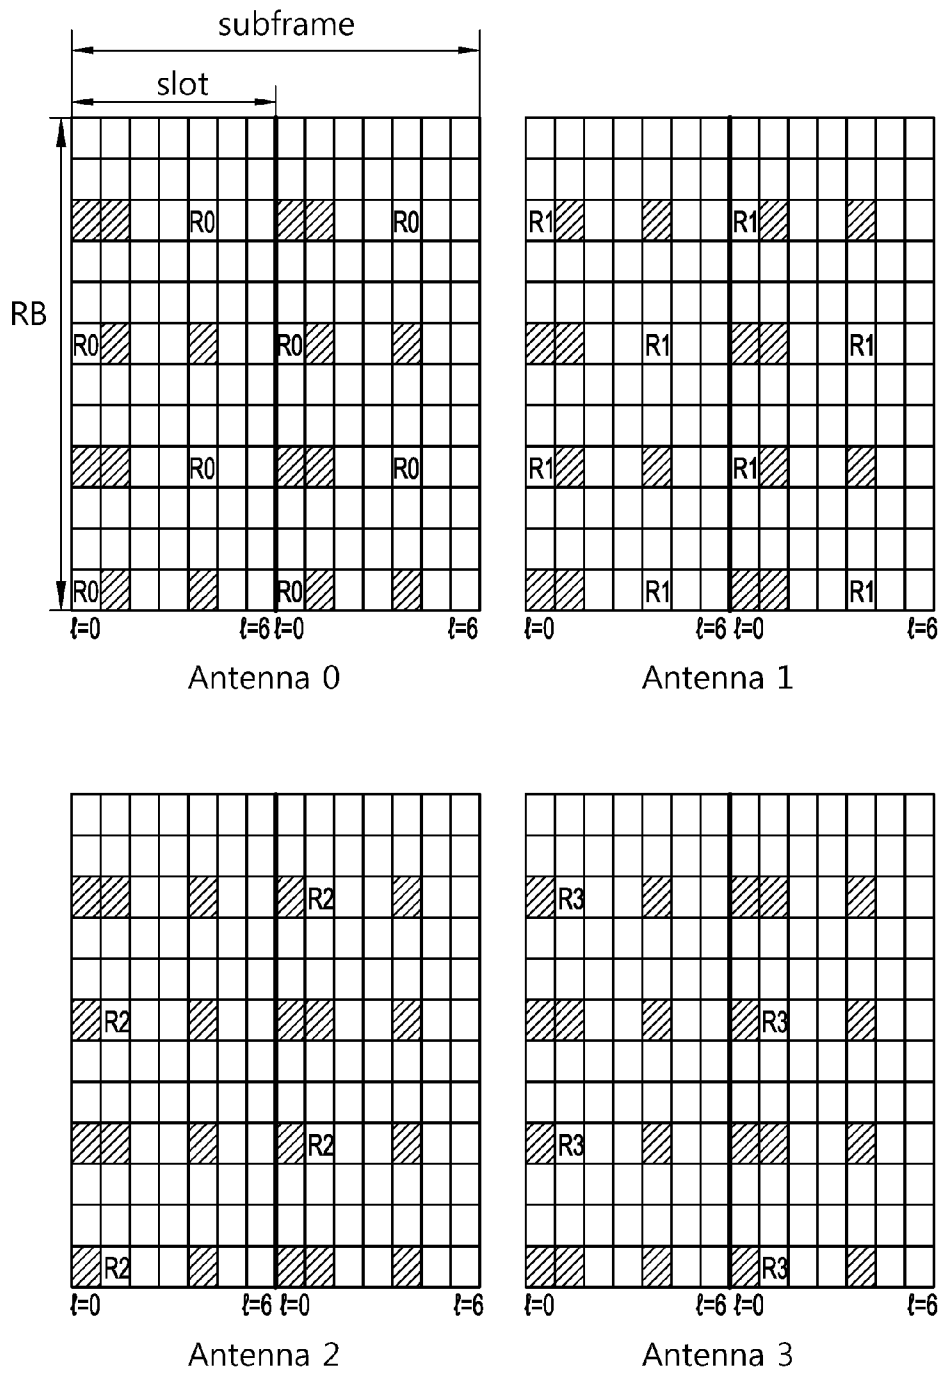 subframe
slot
R0 R0 R1 R1
RB
R0 R0 R1 R1
R0 R0 R1 R1
R0 R0 R1 R1
ℓ=0 ℓ=6 ℓ=0 ℓ=6 ℓ=0 ℓ=6 ℓ=0 ℓ=6
Antenna 0 Antenna 1
R2 R3
R2 R3
R2 R3
R2 R3
ℓ=0 ℓ=6 ℓ=0 ℓ=6 ℓ=0 ℓ=6 ℓ=0 ℓ=6
Antenna 2 Antenna 3